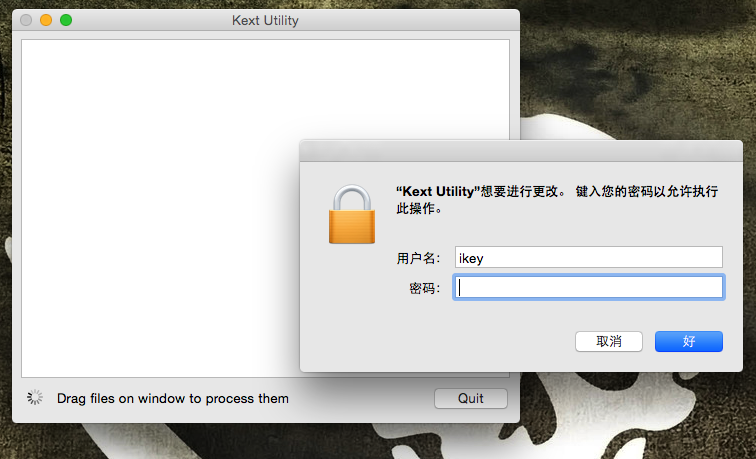 Kext Utility
“Kext Utility”想要进行更改。 键入您的密码以允许执行
此操作。
用户名：
ikey
密码：
取消
好
Drag files on window to process them
Quit